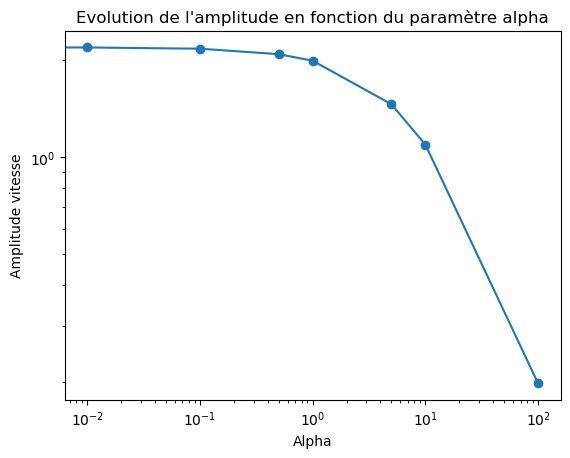 Evolution de l'amplitude en fonction du paramètre alpha
Amplitude vitesse
10⁰
10⁻² 10⁻¹ 10⁰ 10¹ 10²
Alpha